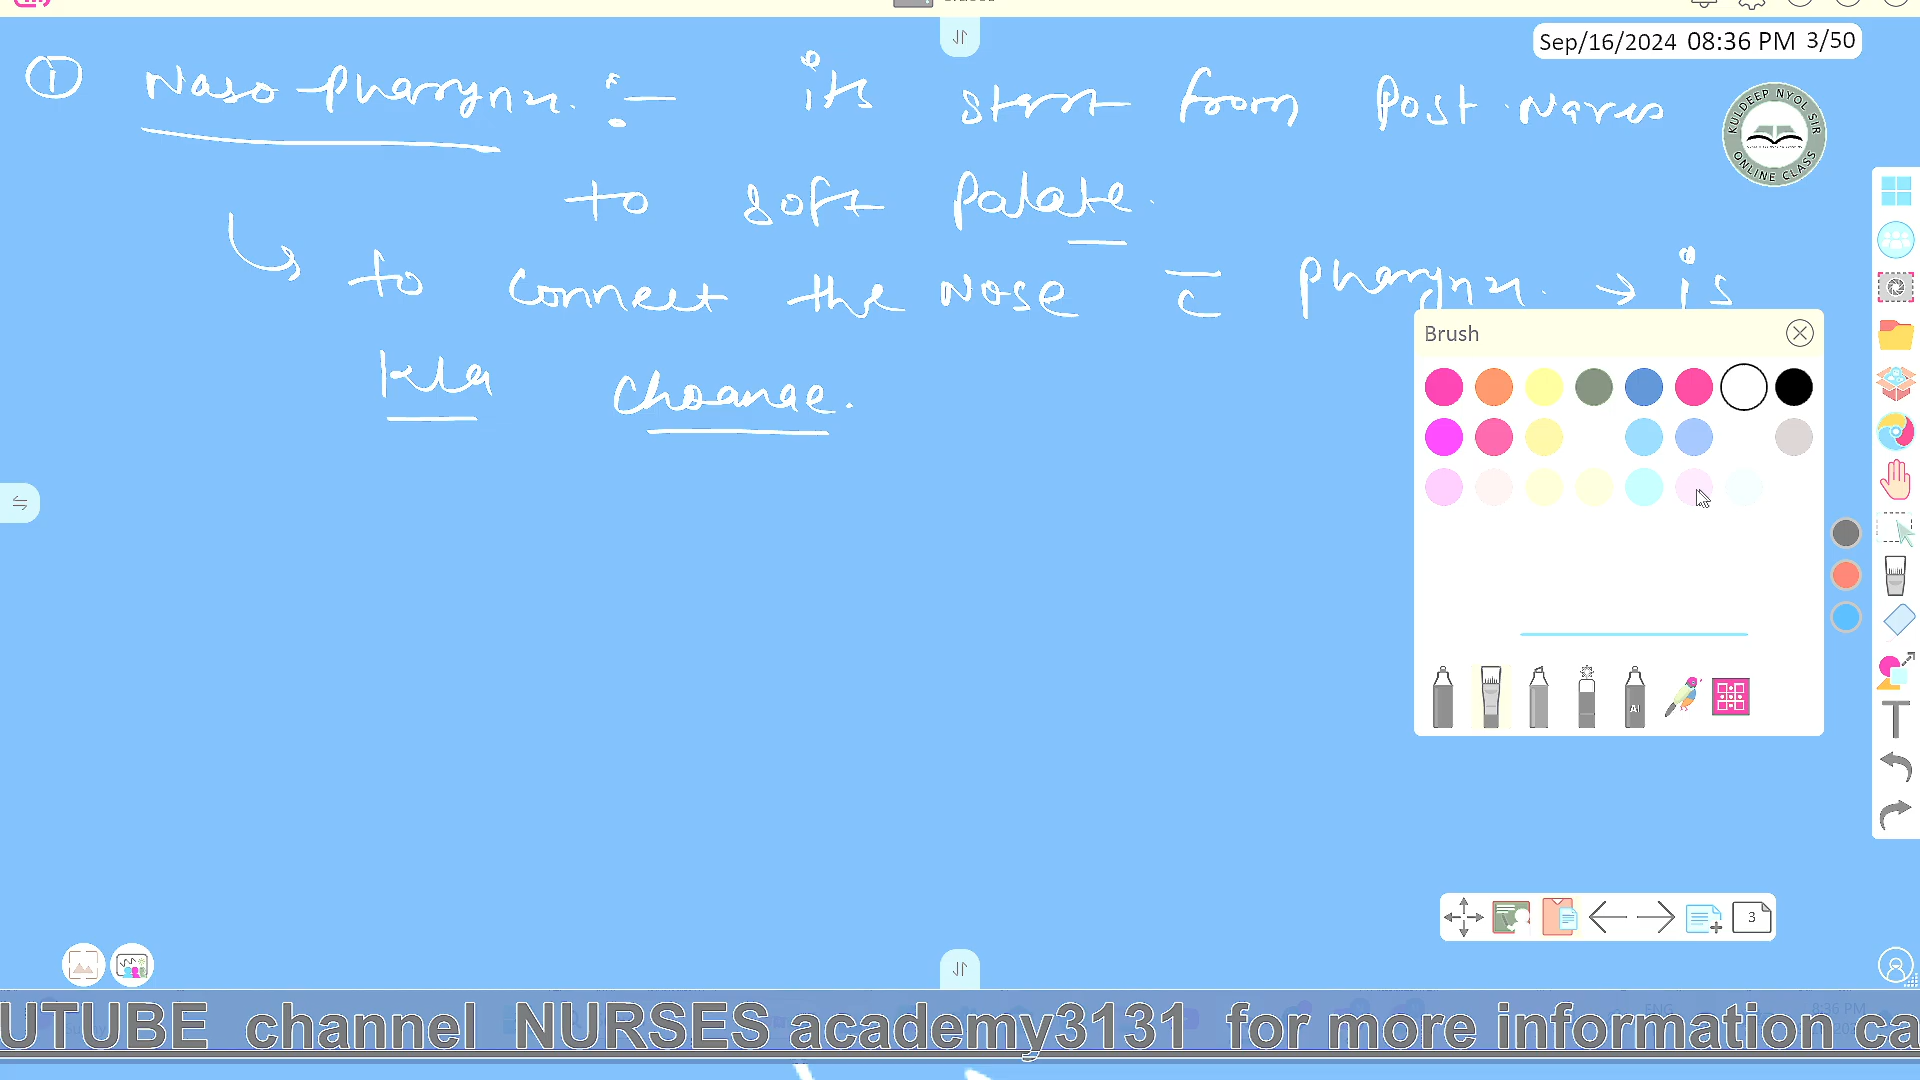 Sep/16/2024 08:36 PM 3/50
① Naso-Pharynx :- its start from Post. Nares
KULDEEP NYOL SIR
ONLINE CLASS
to soft Palate.
↳ to connect the Nose c̅ Pharynx. → is
k/a Choanae.
Brush
AI
3
UTUBE channel NURSES academy3131 for more information ca